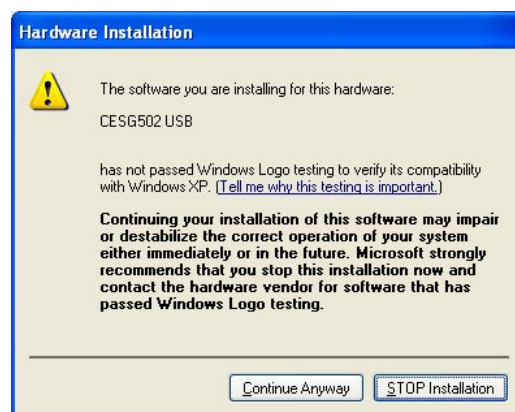 Hardware Installation
The software you are installing for this hardware:
CESG502 USB
has not passed Windows Logo testing to verify its compatibility
with Windows XP. (Tell me why this testing is important.)
Continuing your installation of this software may impair
or destabilize the correct operation of your system
either immediately or in the future. Microsoft strongly
recommends that you stop this installation now and
contact the hardware vendor for software that has
passed Windows Logo testing.
Continue Anyway STOP Installation